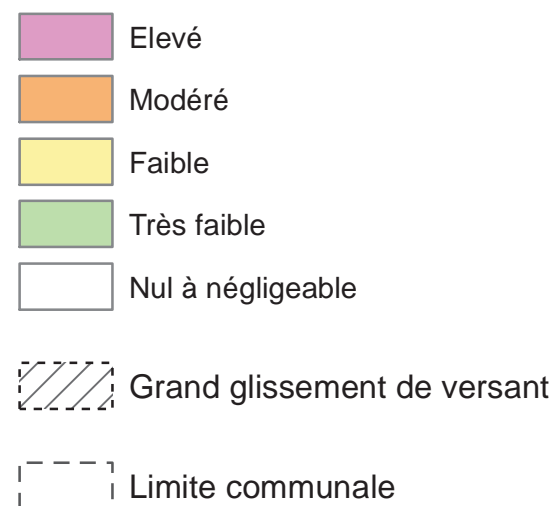 Elevé
Modéré
Faible
Très faible
Nul à négligeable
Grand glissement de versant
Limite communale